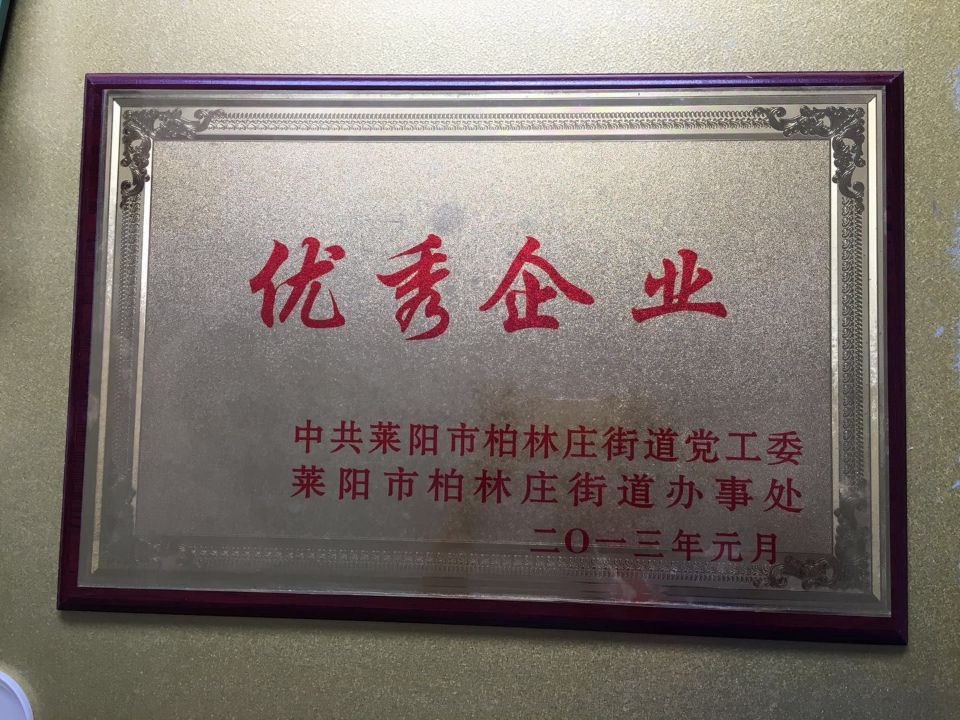 优秀企业
中共莱阳市柏林庄街道党工委
莱阳市柏林庄街道办事处
二〇一三年元月